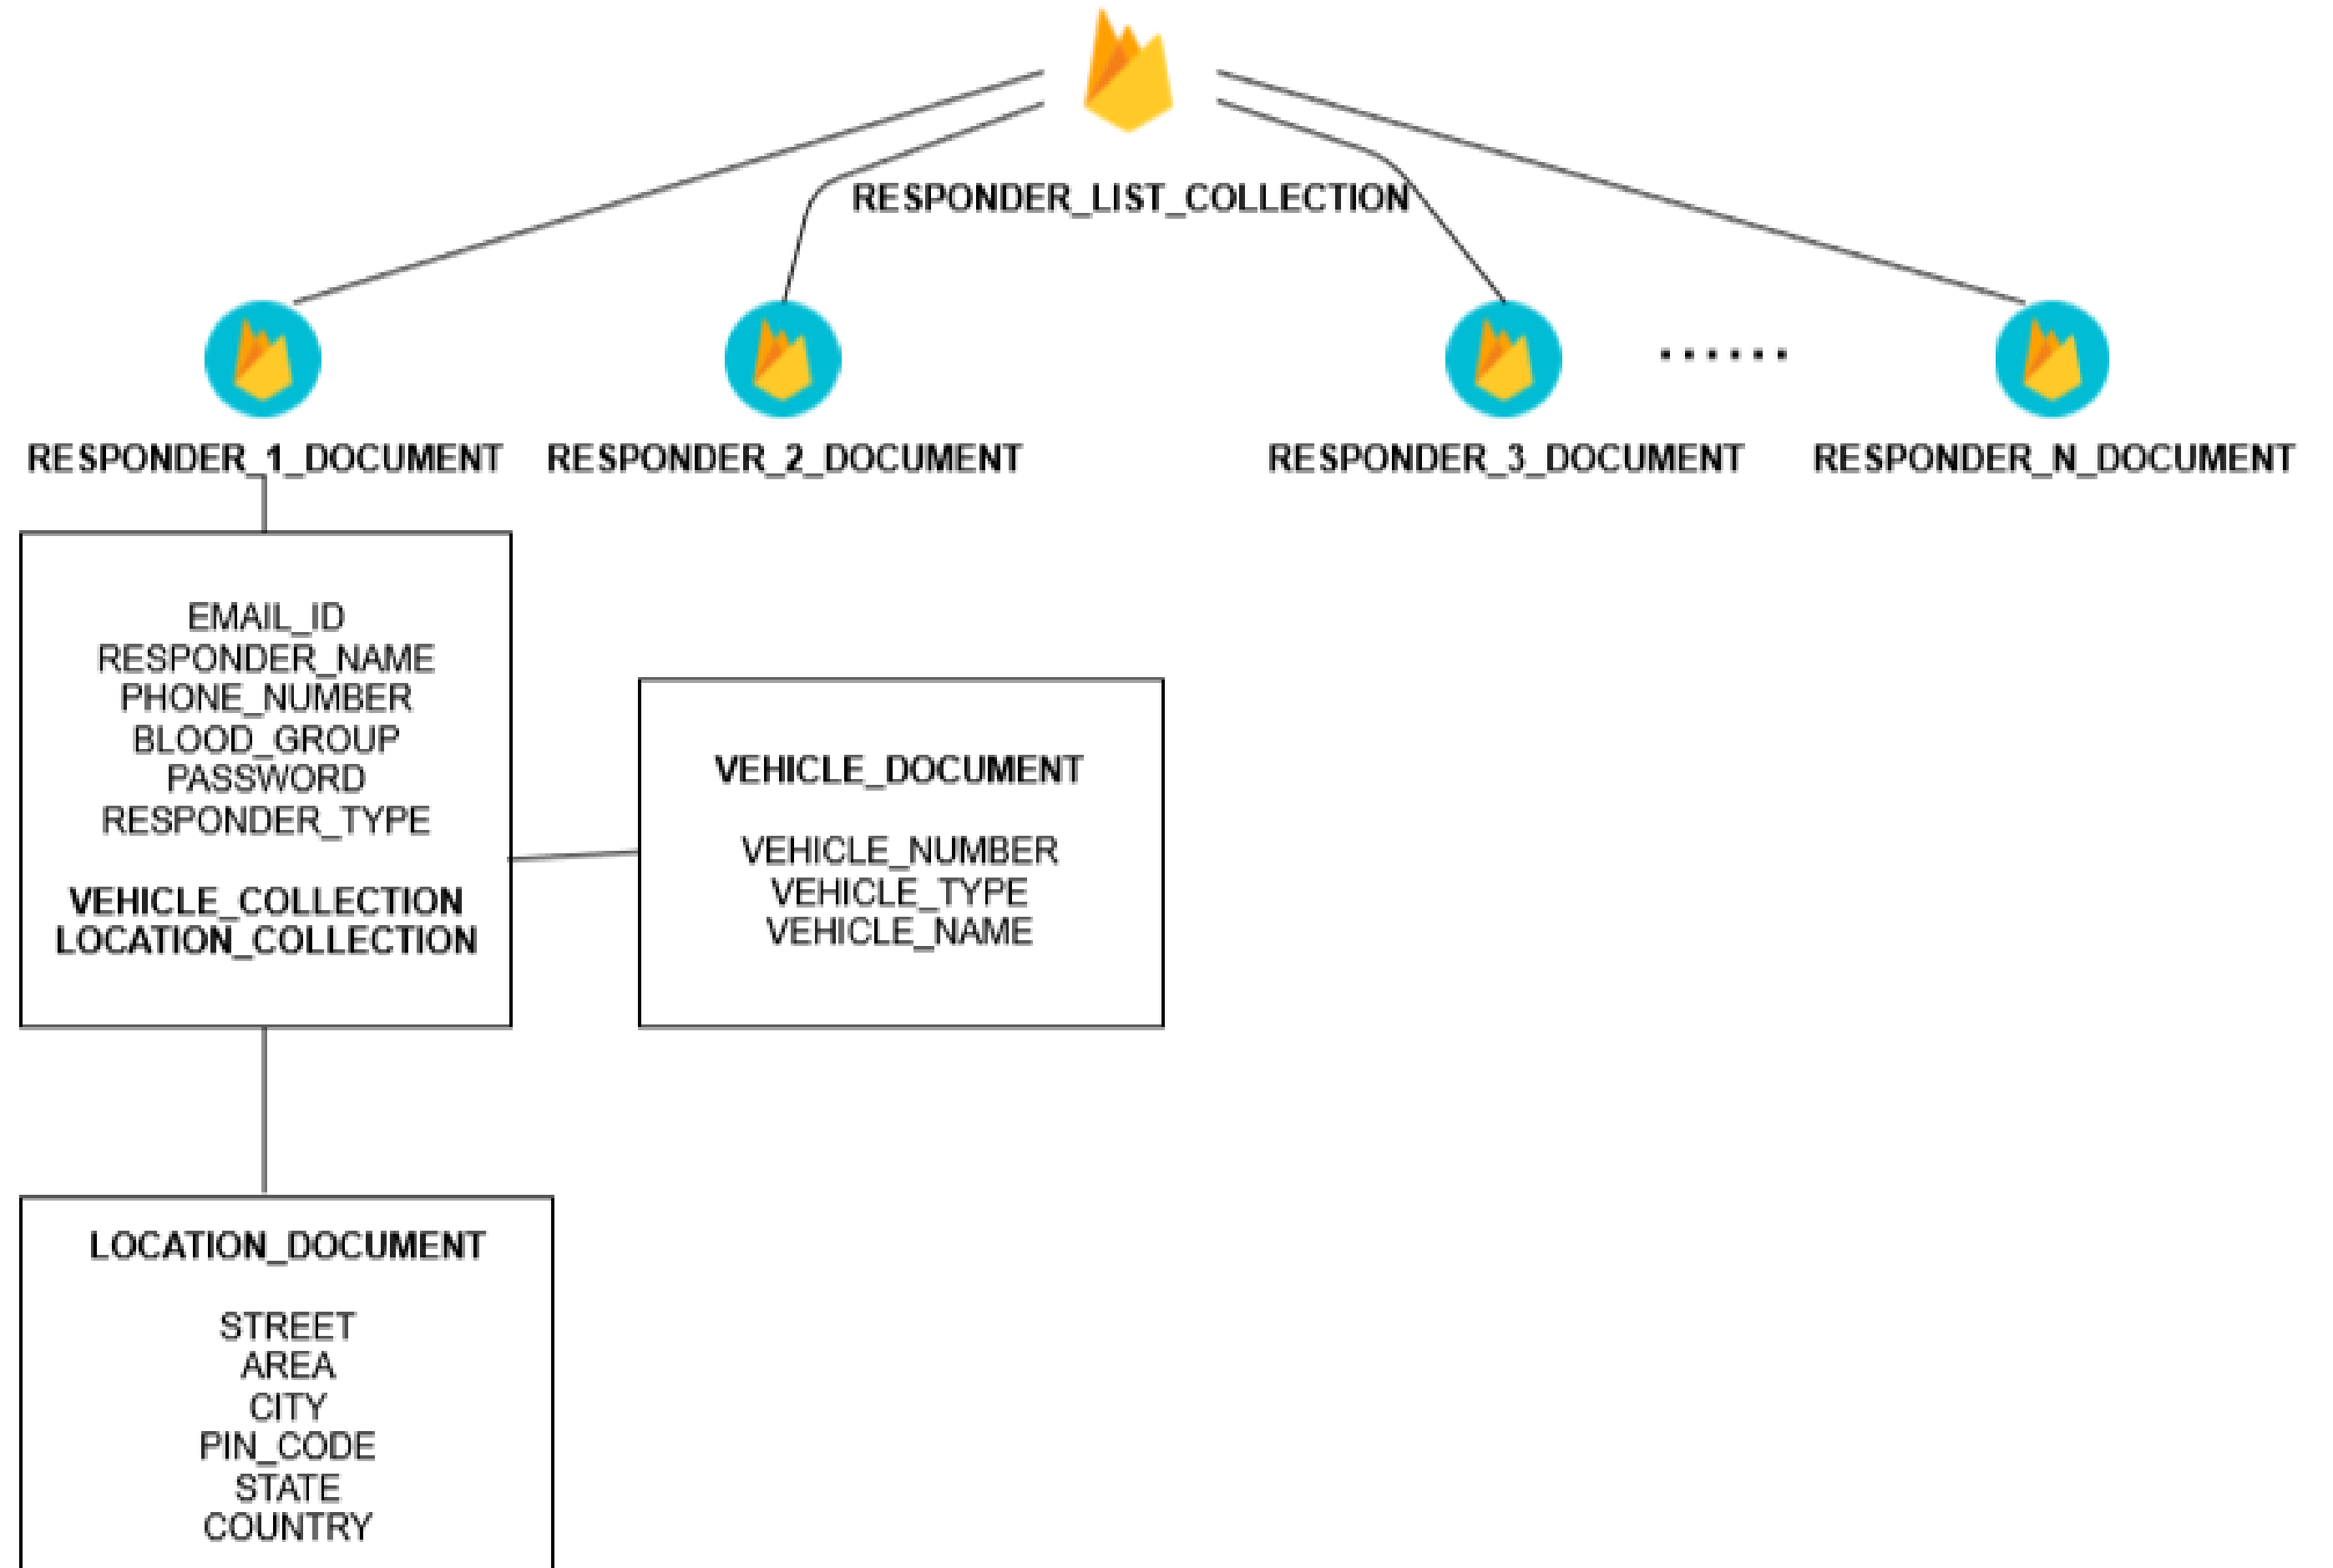 RESPONDER_LIST_COLLECTION
......
RESPONDER_1_DOCUMENT
RESPONDER_2_DOCUMENT
RESPONDER_3_DOCUMENT
RESPONDER_N_DOCUMENT
EMAIL_ID
RESPONDER_NAME
PHONE_NUMBER
BLOOD_GROUP
PASSWORD
RESPONDER_TYPE
VEHICLE_COLLECTION
LOCATION_COLLECTION
VEHICLE_DOCUMENT
VEHICLE_NUMBER
VEHICLE_TYPE
VEHICLE_NAME
LOCATION_DOCUMENT
STREET
AREA
CITY
PIN_CODE
STATE
COUNTRY